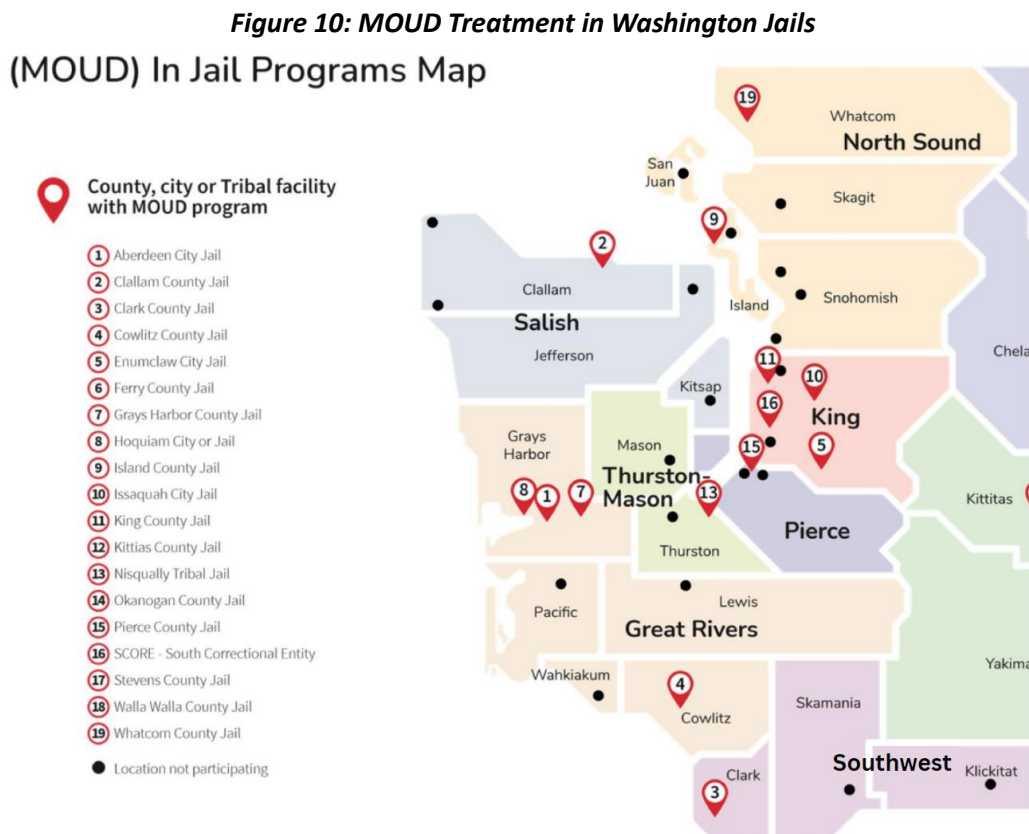 Figure 10: MOUD Treatment in Washington Jails
(MOUD) In Jail Programs Map
County, city or Tribal facility
with MOUD program
1 Aberdeen City Jail
2 Clallam County Jail
3 Clark County Jail
4 Cowlitz County Jail
5 Enumclaw City Jail
6 Ferry County Jail
7 Grays Harbor County Jail
8 Hoquiam City or Jail
9 Island County Jail
10 Issaquah City Jail
11 King County Jail
12 Kittias County Jail
13 Nisqually Tribal Jail
14 Okanogan County Jail
15 Pierce County Jail
16 SCORE - South Correctional Entity
17 Stevens County Jail
18 Walla Walla County Jail
19 Whatcom County Jail
Location not participating
19
Whatcom
North Sound
San
Juan
Skagit
9
2
Clallam
Island
Snohomish
Salish
Jefferson
Chela
11
Kitsap
10
16
King
Grays
Harbor
Mason
15
5
Thurston-
Mason
8
1
7
13
Kittitas
Pierce
Thurston
Pacific
Lewis
Great Rivers
Wahkiakum
Yakima
4
Cowlitz
Skamania
Southwest
Klickitat
Clark
3